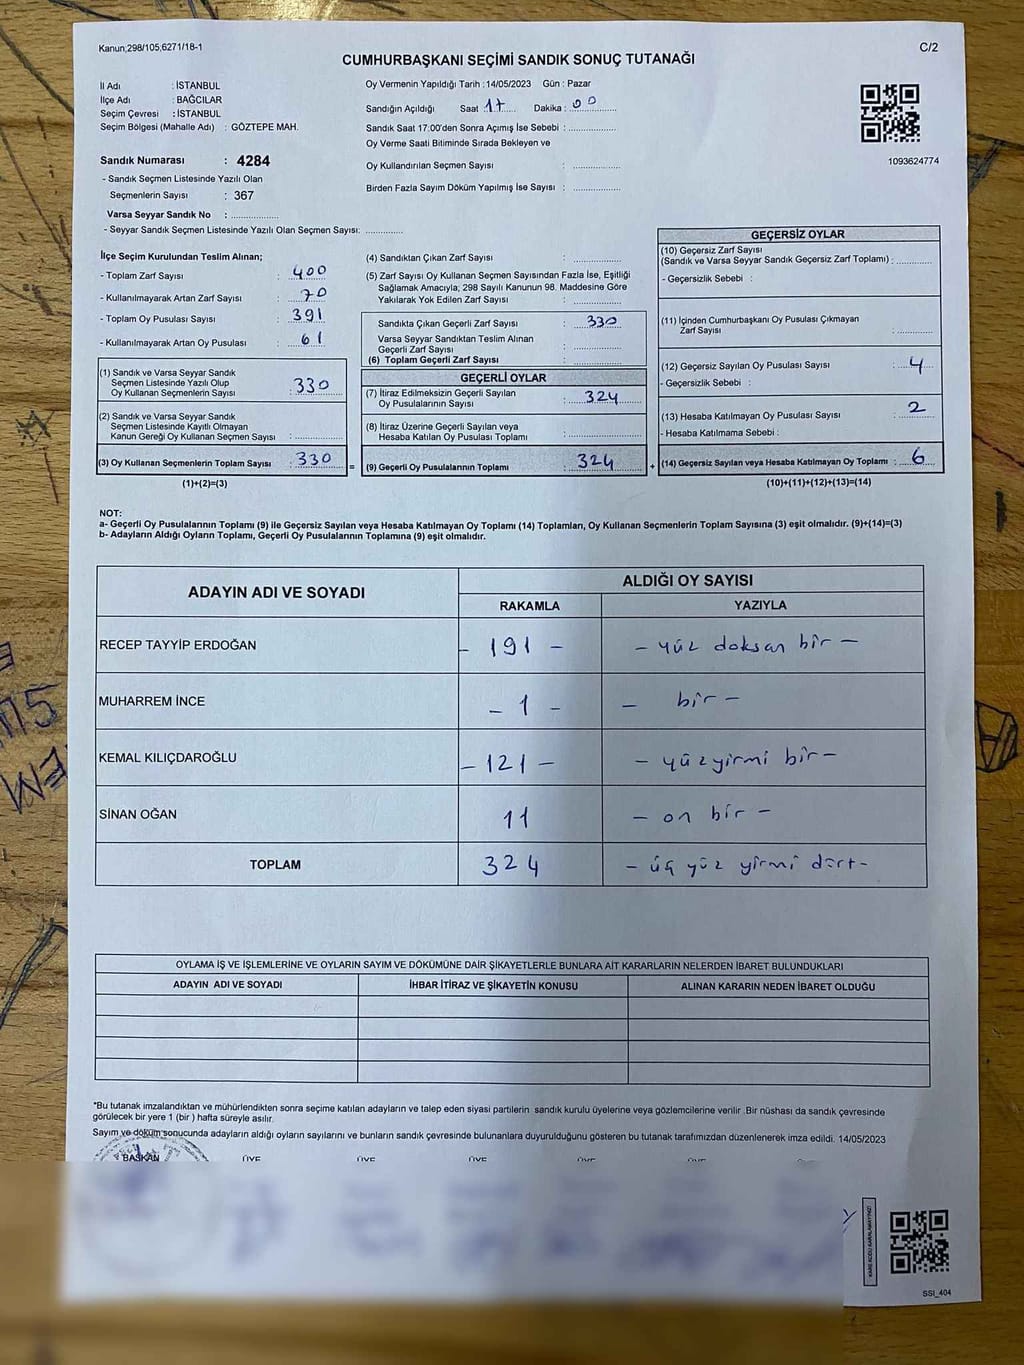 Kanun;298/105;6271/18-1
C/2
CUMHURBAŞKANI SEÇİMİ SANDIK SONUÇ TUTANAĞI
İl Adı : İSTANBUL
İlçe Adı : BAĞCILAR
Seçim Çevresi : İSTANBUL
Seçim Bölgesi (Mahalle Adı) : GÖZTEPE MAH.
Sandık Numarası : 4284
- Sandık Seçmen Listesinde Yazılı Olan
Seçmenlerin Sayısı : 367
Varsa Seyyar Sandık No : ..................
- Seyyar Sandık Seçmen Listesinde Yazılı Olan Seçmen Sayısı: ..............
Oy Vermenin Yapıldığı Tarih : 14/05/2023 Gün : Pazar
Sandığın Açıldığı Saat 17 Dakika : 00
Sandık Saat 17:00'den Sonra Açımış İse Sebebi : ..................
Oy Verme Saati Bitiminde Sırada Bekleyen ve
Oy Kullandırılan Seçmen Sayısı : ..................
Birden Fazla Sayım Döküm Yapılmış İse Sayısı : ..................
1093624774
İlçe Seçim Kurulundan Teslim Alınan;
- Toplam Zarf Sayısı : 400
- Kullanılmayarak Artan Zarf Sayısı : 70
- Toplam Oy Pusulası Sayısı : 391
- Kullanılmayarak Artan Oy Pusulası : 61
(1) Sandık ve Varsa Seyyar Sandık
Seçmen Listesinde Yazılı Olup
Oy Kullanan Seçmenlerin Sayısı : 330
(2) Sandık ve Varsa Seyyar Sandık
Seçmen Listesinde Kayıtlı Olmayan
Kanun Gereği Oy Kullanan Seçmen Sayısı : ..................
(3) Oy Kullanan Seçmenlerin Toplam Sayısı : 330 =
(1)+(2)=(3)
(4) Sandıktan Çıkan Zarf Sayısı : ..................
(5) Zarf Sayısı Oy Kullanan Seçmen Sayısından Fazla İse, Eşitliği
Sağlamak Amacıyla; 298 Sayılı Kanunun 98. Maddesine Göre
Yakılarak Yok Edilen Zarf Sayısı : ..................
Sandıkta Çıkan Geçerli Zarf Sayısı : 330
Varsa Seyyar Sandıktan Teslim Alınan
Geçerli Zarf Sayısı : ..................
(6) Toplam Geçerli Zarf Sayısı : ..................
GEÇERLİ OYLAR
(7) İtiraz Edilmeksizin Geçerli Sayılan
Oy Pusulalarının Sayısı : 324
(8) İtiraz Üzerine Geçerli Sayılan veya
Hesaba Katılan Oy Pusulaları Toplamı : ..................
(9) Geçerli Oy Pusulalarının Toplamı : 324 +
GEÇERSİZ OYLAR
(10) Geçersiz Zarf Sayısı
(Sandık ve Varsa Seyyar Sandık Geçersiz Zarf Toplamı) : ..............
- Geçersizlik Sebebi :
(11) İçinden Cumhurbaşkanı Oy Pusulası Çıkmayan
Zarf Sayısı : ..............
(12) Geçersiz Sayılan Oy Pusulası Sayısı : 4
- Geçersizlik Sebebi :
(13) Hesaba Katılmayan Oy Pusulası Sayısı : 2
- Hesaba Katılmama Sebebi :
(14) Geçersiz Sayılan veya Hesaba Katılmayan Oy Toplamı : 6
(10)+(11)+(12)+(13)=(14)
NOT:
a- Geçerli Oy Pusulalarının Toplamı (9) ile Geçersiz Sayılan veya Hesaba Katılmayan Oy Toplamı (14) Toplamları, Oy Kullanan Seçmenlerin Toplam Sayısına (3) eşit olmalıdır. (9)+(14)=(3)
b- Adayların Aldığı Oyların Toplamı, Geçerli Oy Pusulalarının Toplamına (9) eşit olmalıdır.
ADAYIN ADI VE SOYADI ALDIĞI OY SAYISI
RAKAMLA YAZIYLA
RECEP TAYYİP ERDOĞAN - 191 - - yüz doksan bir -
MUHARREM İNCE - 1 - - bir -
KEMAL KILIÇDAROĞLU - 121 - - yüzyirmi bir -
SİNAN OĞAN 11 - on bir -
TOPLAM 324 - üç yüz yirmi dört -
OYLAMA İŞ VE İŞLEMLERİNE VE OYLARIN SAYIM VE DÖKÜMÜNE DAİR ŞİKAYETLERLE BUNLARA AİT KARARLARIN NELERDEN İBARET BULUNDUKLARI
ADAYIN ADI VE SOYADI İHBAR İTİRAZ VE ŞİKAYETİN KONUSU ALINAN KARARIN NEDEN İBARET OLDUĞU
*Bu tutanak imzalandıktan ve mühürlendikten sonra seçime katılan adayların ve talep eden siyasi partilerin sandık kurulu üyelerine veya gözlemcilerine verilir .Bir nüshası da sandık çevresinde
görülecek bir yere 1 (bir ) hafta süreyle asılır.
Sayım ve döküm sonucunda adayların aldığı oyların sayılarını ve bunların sandık çevresinde bulunanlara duyurulduğunu gösteren bu tutanak tarafımızdan düzenlenerek imza edildi. 14/05/2023
BAŞKAN ÜYE ÜYE ÜYE ÜYE ÜYE
SSI_404